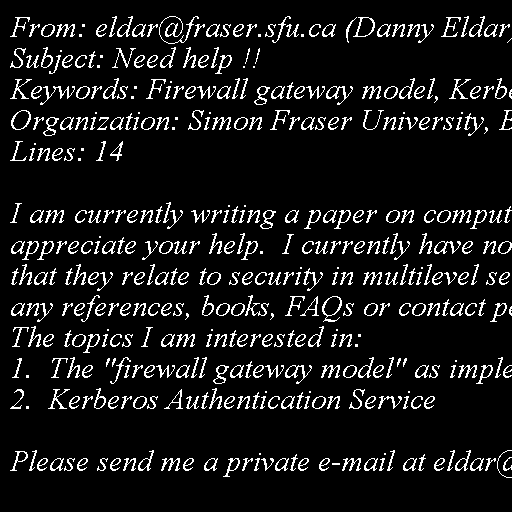 From: eldar@fraser.sfu.ca (Danny Eldar)
Subject: Need help !!
Keywords: Firewall gateway model, Kerbe
Organization: Simon Fraser University, B
Lines: 14

I am currently writing a paper on comput
appreciate your help.  I currently have no
that they relate to security in multilevel se
any references, books, FAQs or contact pe
The topics I am interested in:
1.  The "firewall gateway model" as imple
2.  Kerberos Authentication Service

Please send me a private e-mail at eldar@